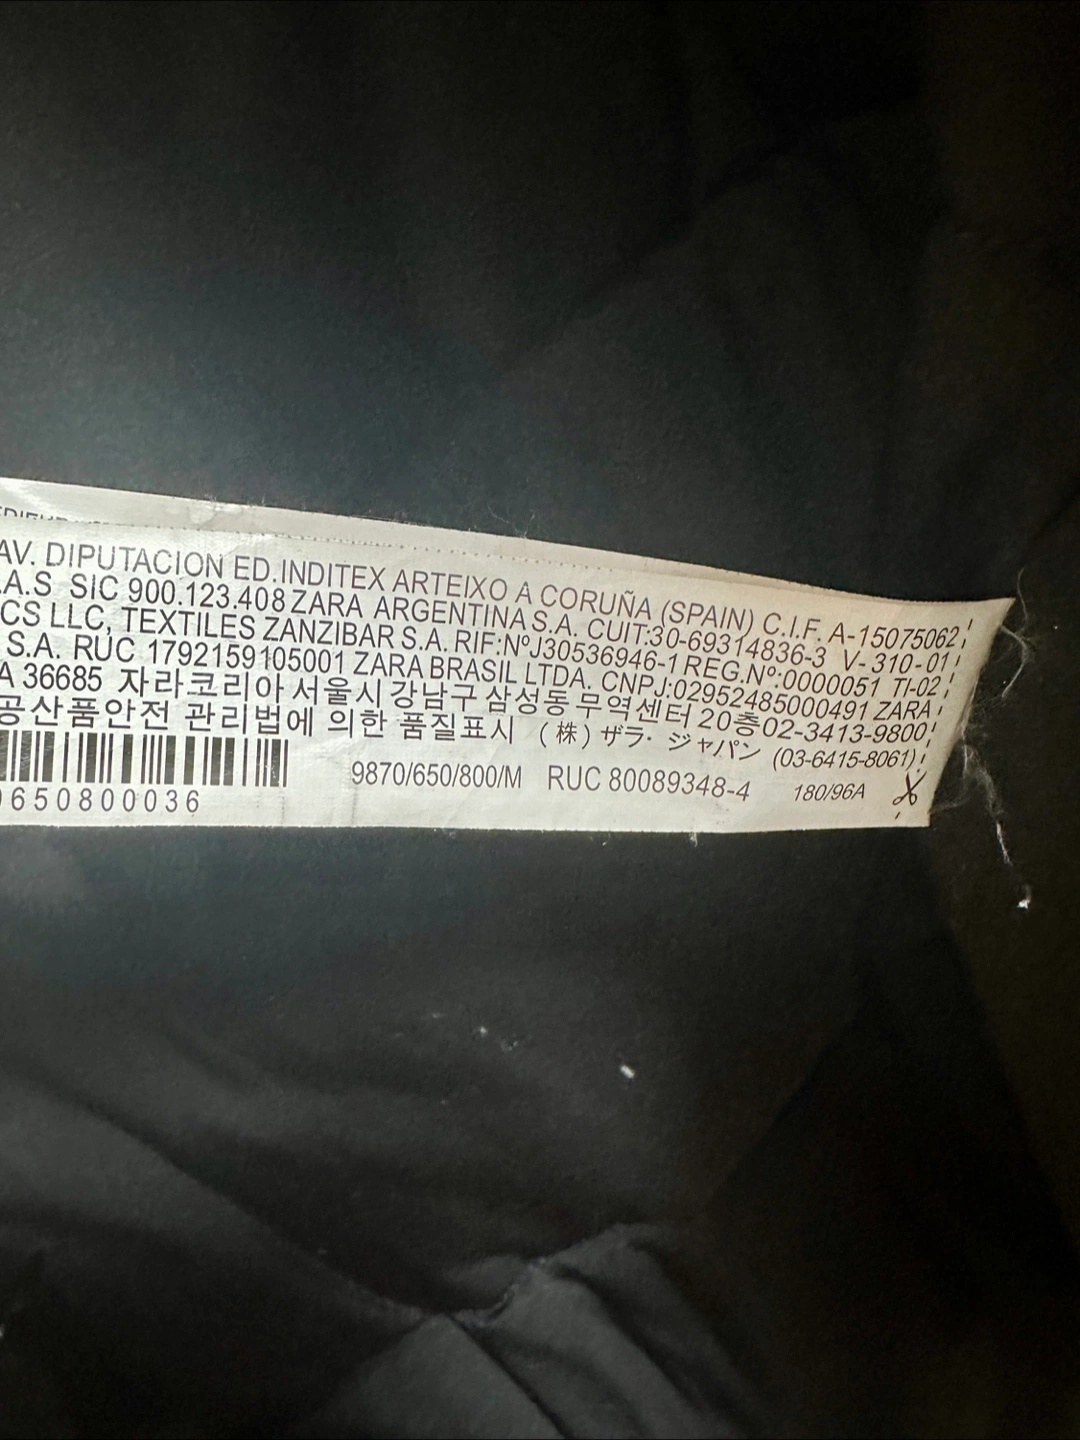 AV. DIPUTACION ED.INDITEX ARTEIXO A CORUÑA (SPAIN) C.I.F. A-15075062
.A.S SIC 900.123.408 ZARA ARGENTINA S.A. CUIT:30-69314836-3 V-310-01
CS LLC, TEXTILES ZANZIBAR S.A. RIF:NºJ30536946-1 REG.Nº:0000051 TI-02
S.A. RUC 1792159105001 ZARA BRASIL LTDA, CNPJ:02952485000491 ZARA
A 36685 자라코리아 서울시 강남구 삼성동 무역센터 20층 02-3413-9800
공산품안전 관리법에 의한 품질표시 (株) ザラ・ジャパン (03-6415-8061)
9870/650/800/M RUC 80089348-4 180/96A
0650800036